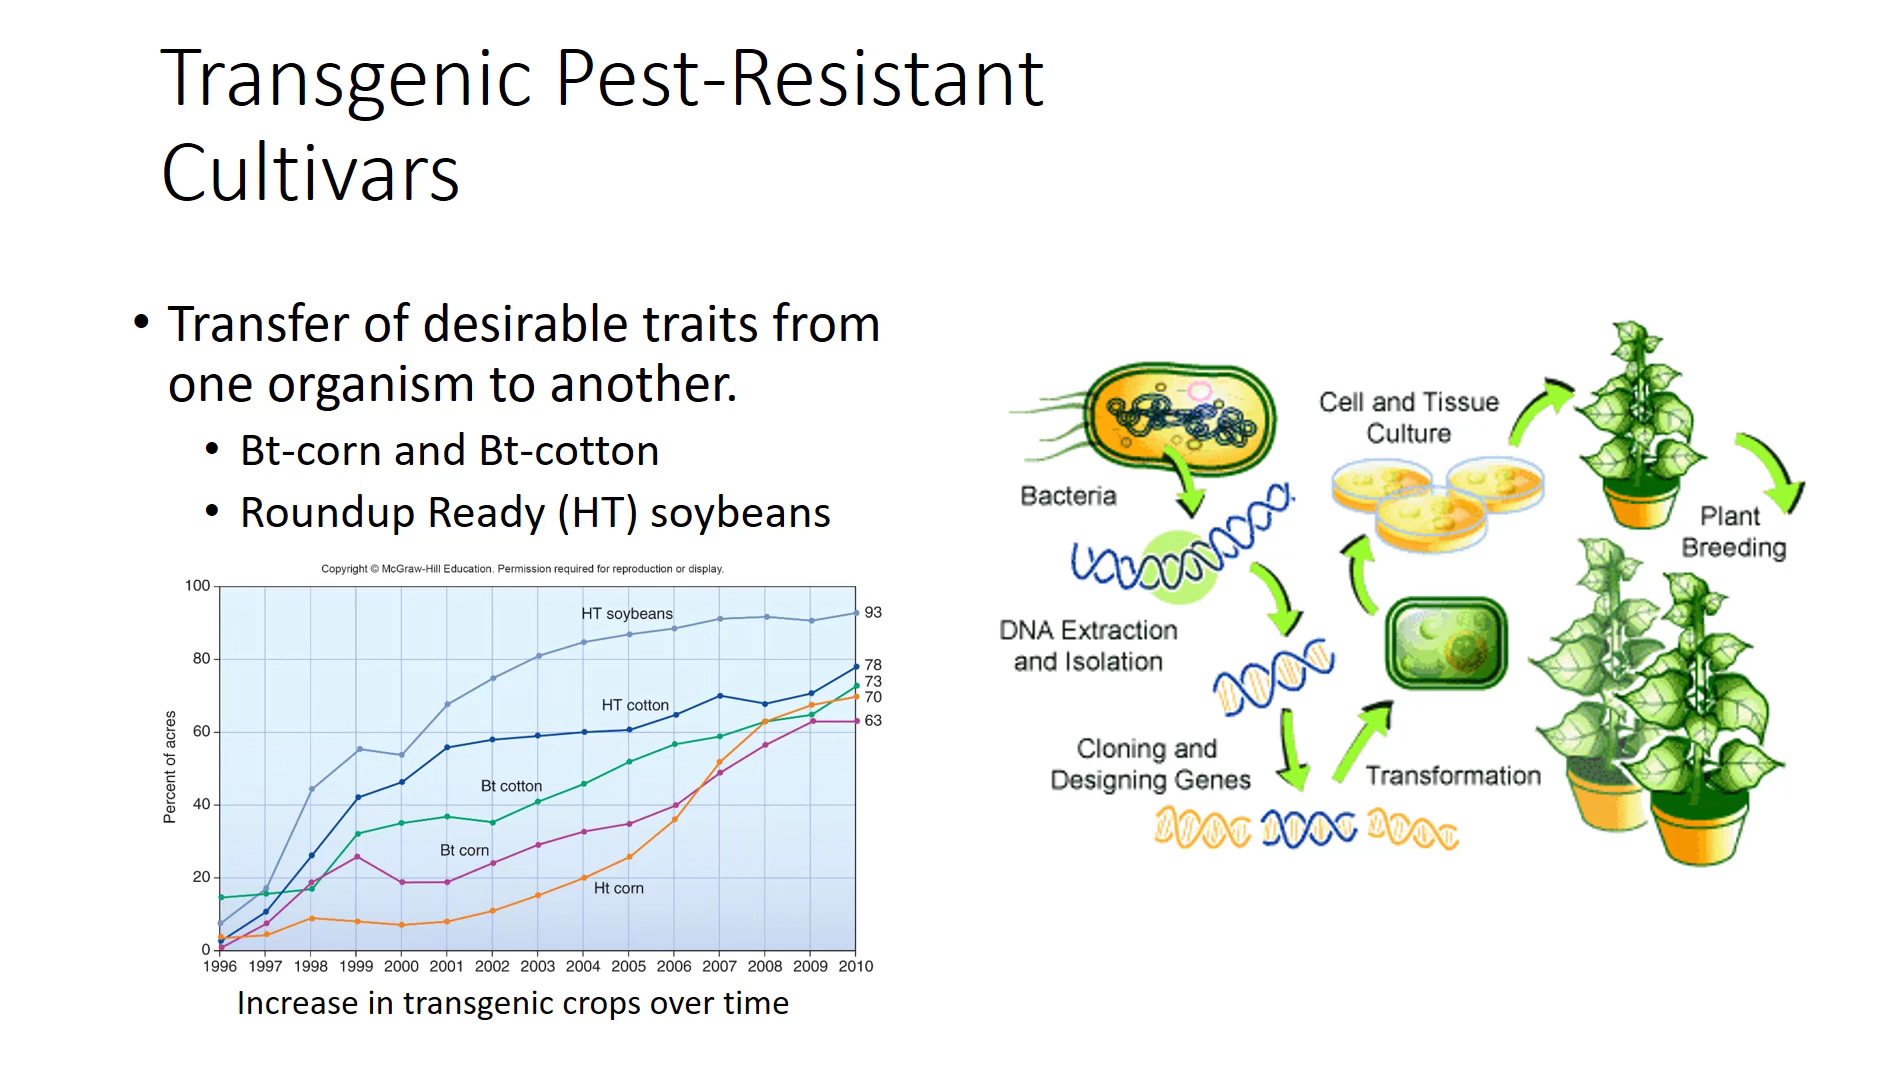 Transgenic Pest-Resistant
Cultivars
• Transfer of desirable traits from
one organism to another.
• Bt-corn and Bt-cotton
• Roundup Ready (HT) soybeans
Copyright © McGraw-Hill Education. Permission required for reproduction or display.
Percent of acres
100
80
60
40
20
0
HT soybeans
HT cotton
Bt cotton
Bt corn
Ht corn
93
78
73
70
63
1996 1997 1998 1999 2000 2001 2002 2003 2004 2005 2006 2007 2008 2009 2010
Increase in transgenic crops over time
Bacteria
DNA Extraction
and Isolation
Cloning and
Designing Genes
Transformation
Cell and Tissue
Culture
Plant
Breeding